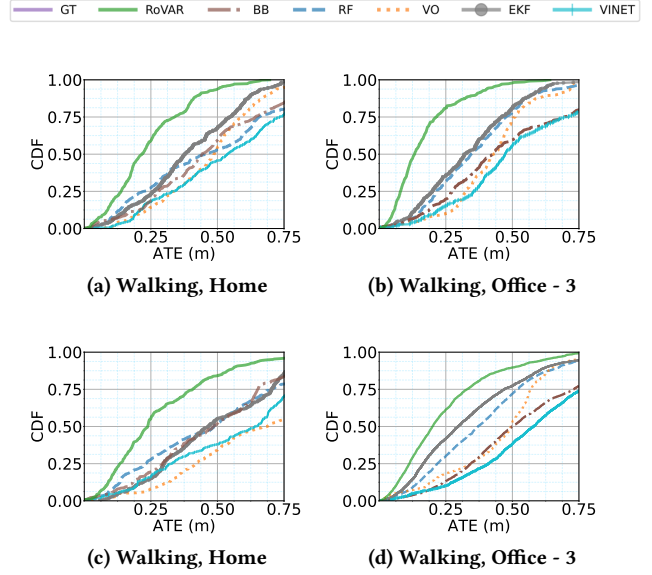 GT RoVAR BB RF VO EKF VINET
1.00
0.75
0.50
0.25
0.00
CDF
0.25 0.50 0.75
ATE (m)
(a) Walking, Home
1.00
0.75
0.50
0.25
0.00
CDF
0.25 0.50 0.75
ATE (m)
(b) Walking, Office - 3
1.00
0.75
0.50
0.25
0.00
CDF
0.25 0.50 0.75
ATE (m)
(c) Walking, Home
1.00
0.75
0.50
0.25
0.00
CDF
0.25 0.50 0.75
ATE (m)
(d) Walking, Office - 3